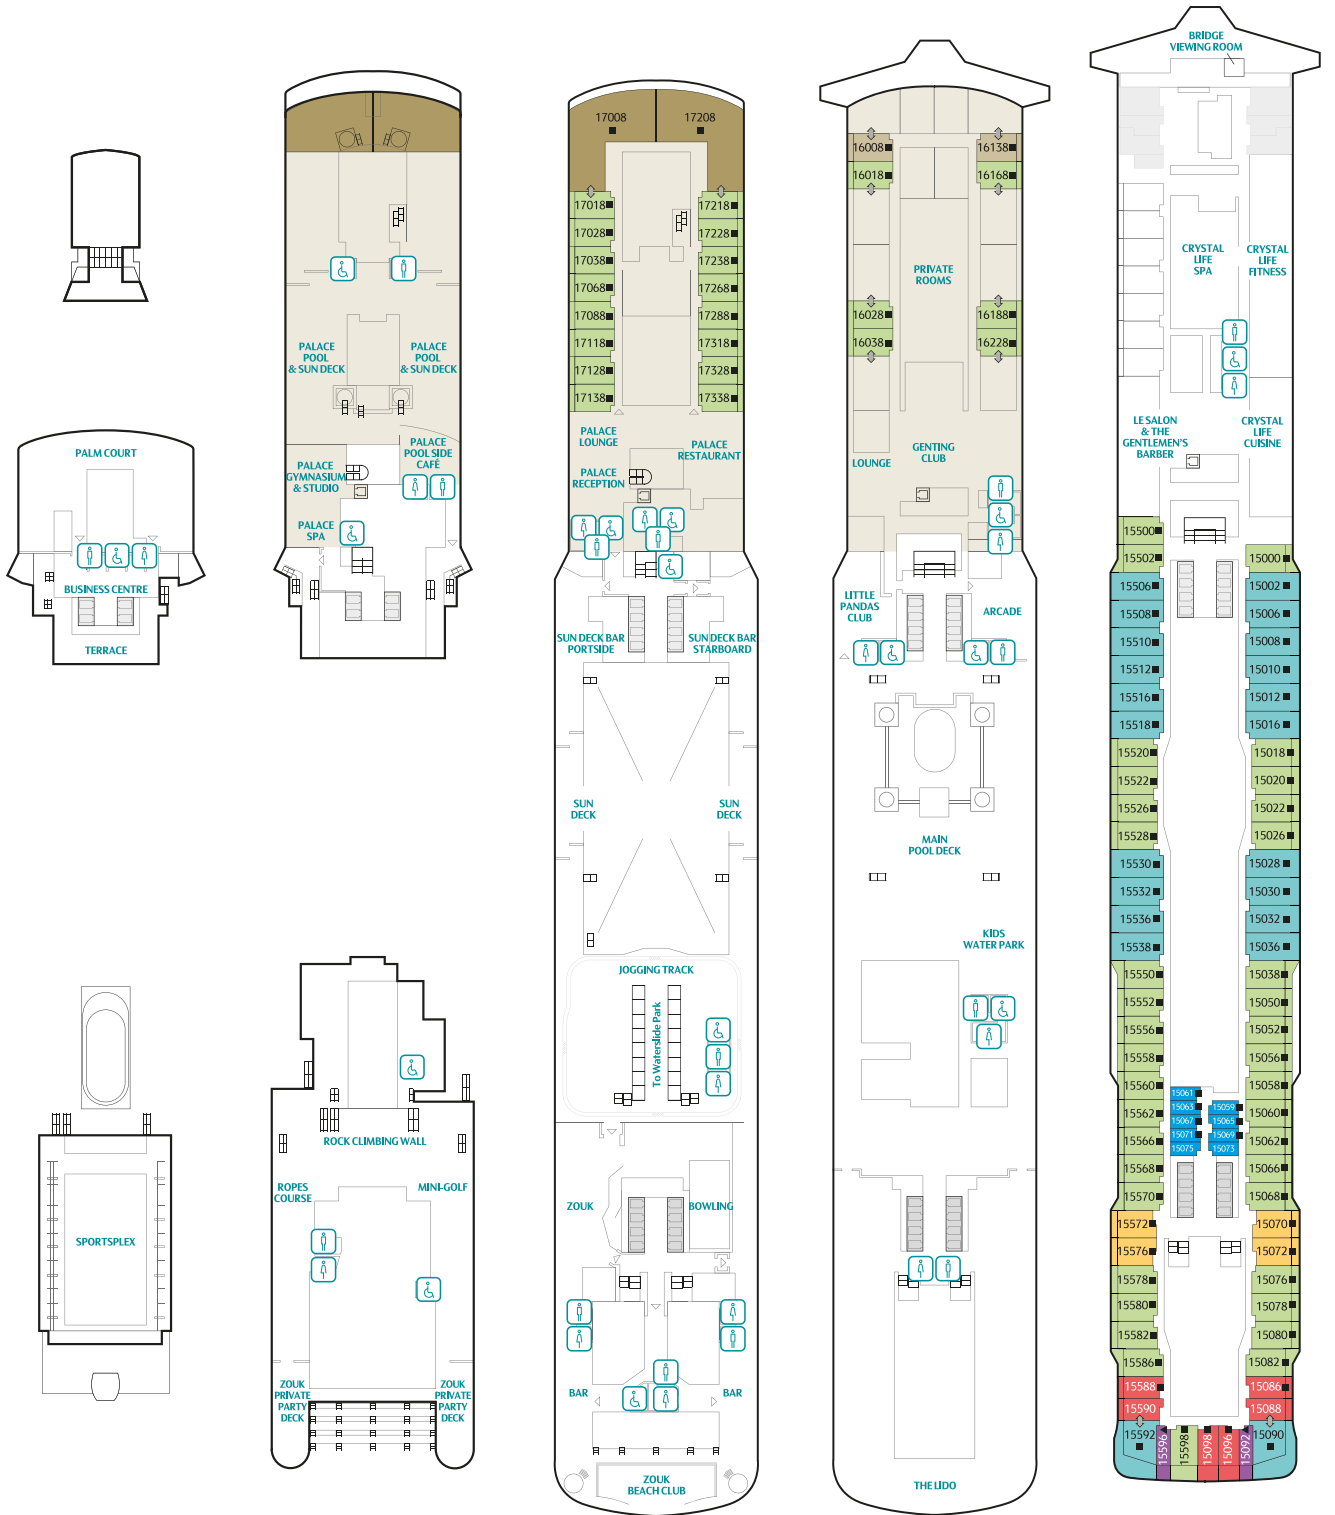 PALM COURT
BUSINESS CENTRE
TERRACE
SPORTSPLEX
PALACE
POOL
& SUN DECK
PALACE
POOL
& SUN DECK
PALACE
GYMNASIUM
& STUDIO
PALACE
POOL SIDE
CAFÉ
PALACE
SPA
ROCK CLIMBING WALL
ROPES
COURSE
MINI-GOLF
ZOUK
PRIVATE
PARTY
DECK
ZOUK
PRIVATE
PARTY
DECK
17008
17208
17018
17028
17038
17068
17088
17118
17128
17138
17218
17228
17238
17268
17288
17318
17328
17338
PALACE
LOUNGE
PALACE
RESTAURANT
PALACE
RECEPTION
SUN DECK BAR
PORTSIDE
SUN DECK BAR
STARBOARD
SUN
DECK
SUN
DECK
JOGGING TRACK
To Waterslide Park
ZOUK
BOWLING
BAR
BAR
ZOUK
BEACH CLUB
16008
16018
16138
16168
PRIVATE
ROOMS
16028
16038
16188
16228
LOUNGE
GENTING
CLUB
LITTLE
PANDAS
CLUB
ARCADE
MAIN
POOL DECK
KIDS
WATER PARK
THE LIDO
BRIDGE
VIEWING ROOM
CRYSTAL
LIFE
SPA
CRYSTAL
LIFE
FITNESS
LE SALON
& THE
GENTLEMEN'S
BARBER
CRYSTAL
LIFE
CUISINE
15500
15502
15506
15508
15510
15512
15516
15518
15520
15522
15526
15528
15530
15532
15536
15538
15550
15552
15556
15558
15560
15562
15566
15568
15570
15572
15576
15578
15580
15582
15586
15588
15590
15592
15000
15002
15006
15008
15010
15012
15016
15018
15020
15022
15026
15028
15030
15032
15036
15038
15050
15052
15056
15058
15060
15062
15066
15068
15070
15072
15076
15078
15080
15082
15086
15088
15090
15061
15063
15067
15071
15075
15059
15065
15069
15073
15596
15598
15098
15096
15092